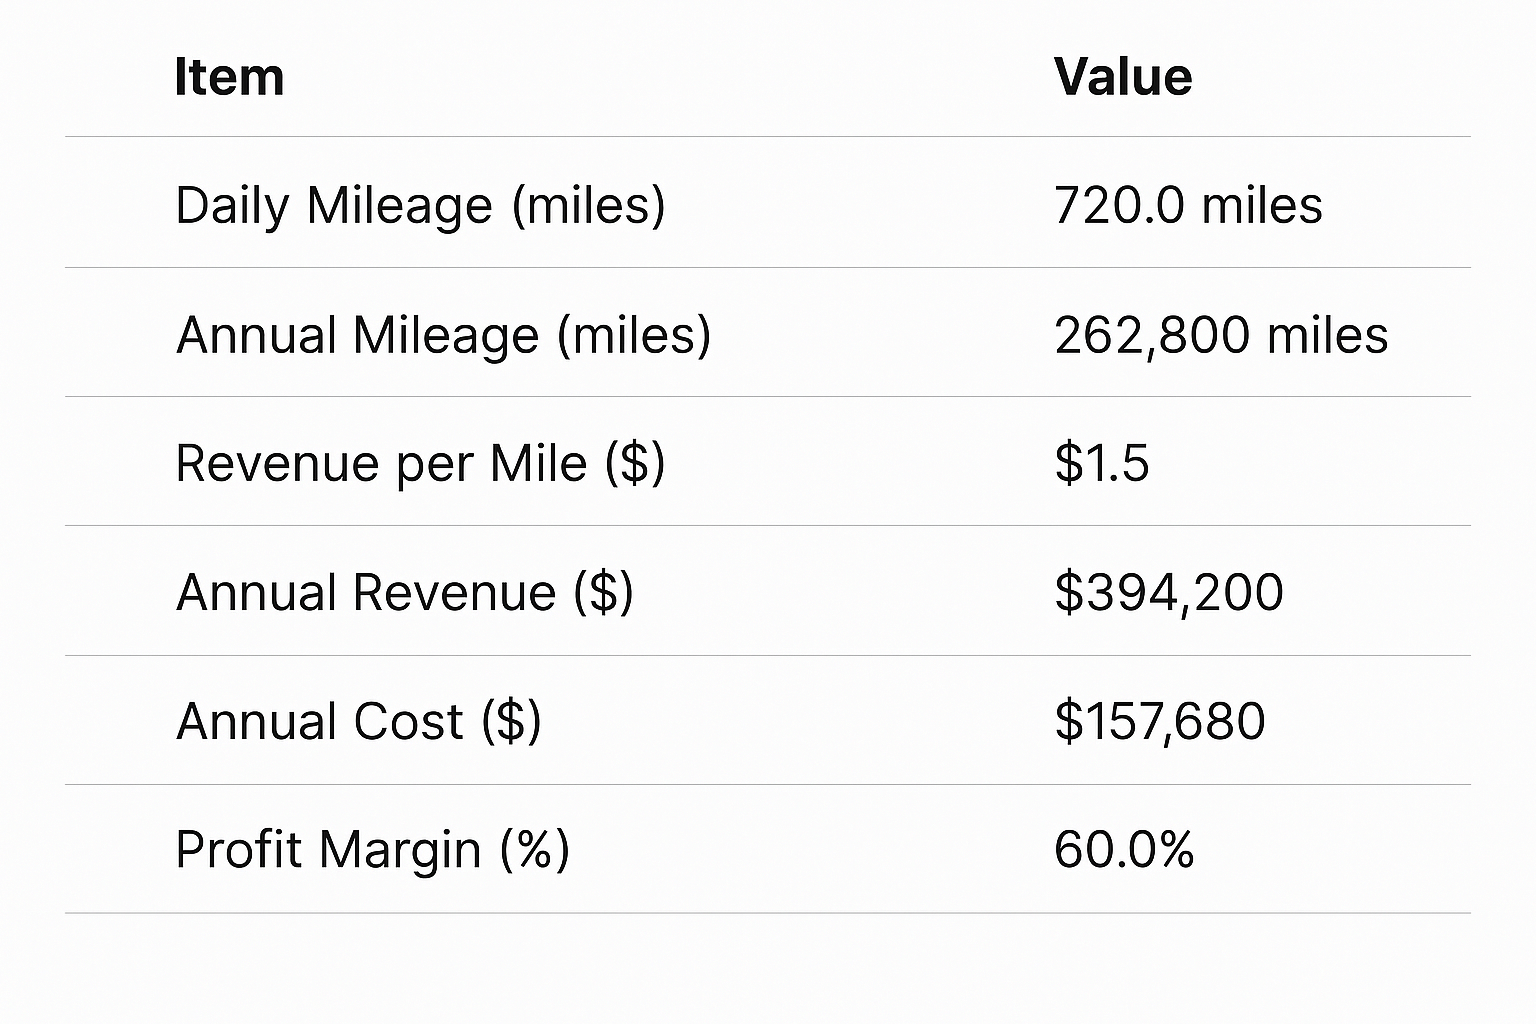 Item Value
Daily Mileage (miles) 720.0 miles
Annual Mileage (miles) 262,800 miles
Revenue per Mile ($) $1.5
Annual Revenue ($) $394,200
Annual Cost ($) $157,680
Profit Margin (%) 60.0%